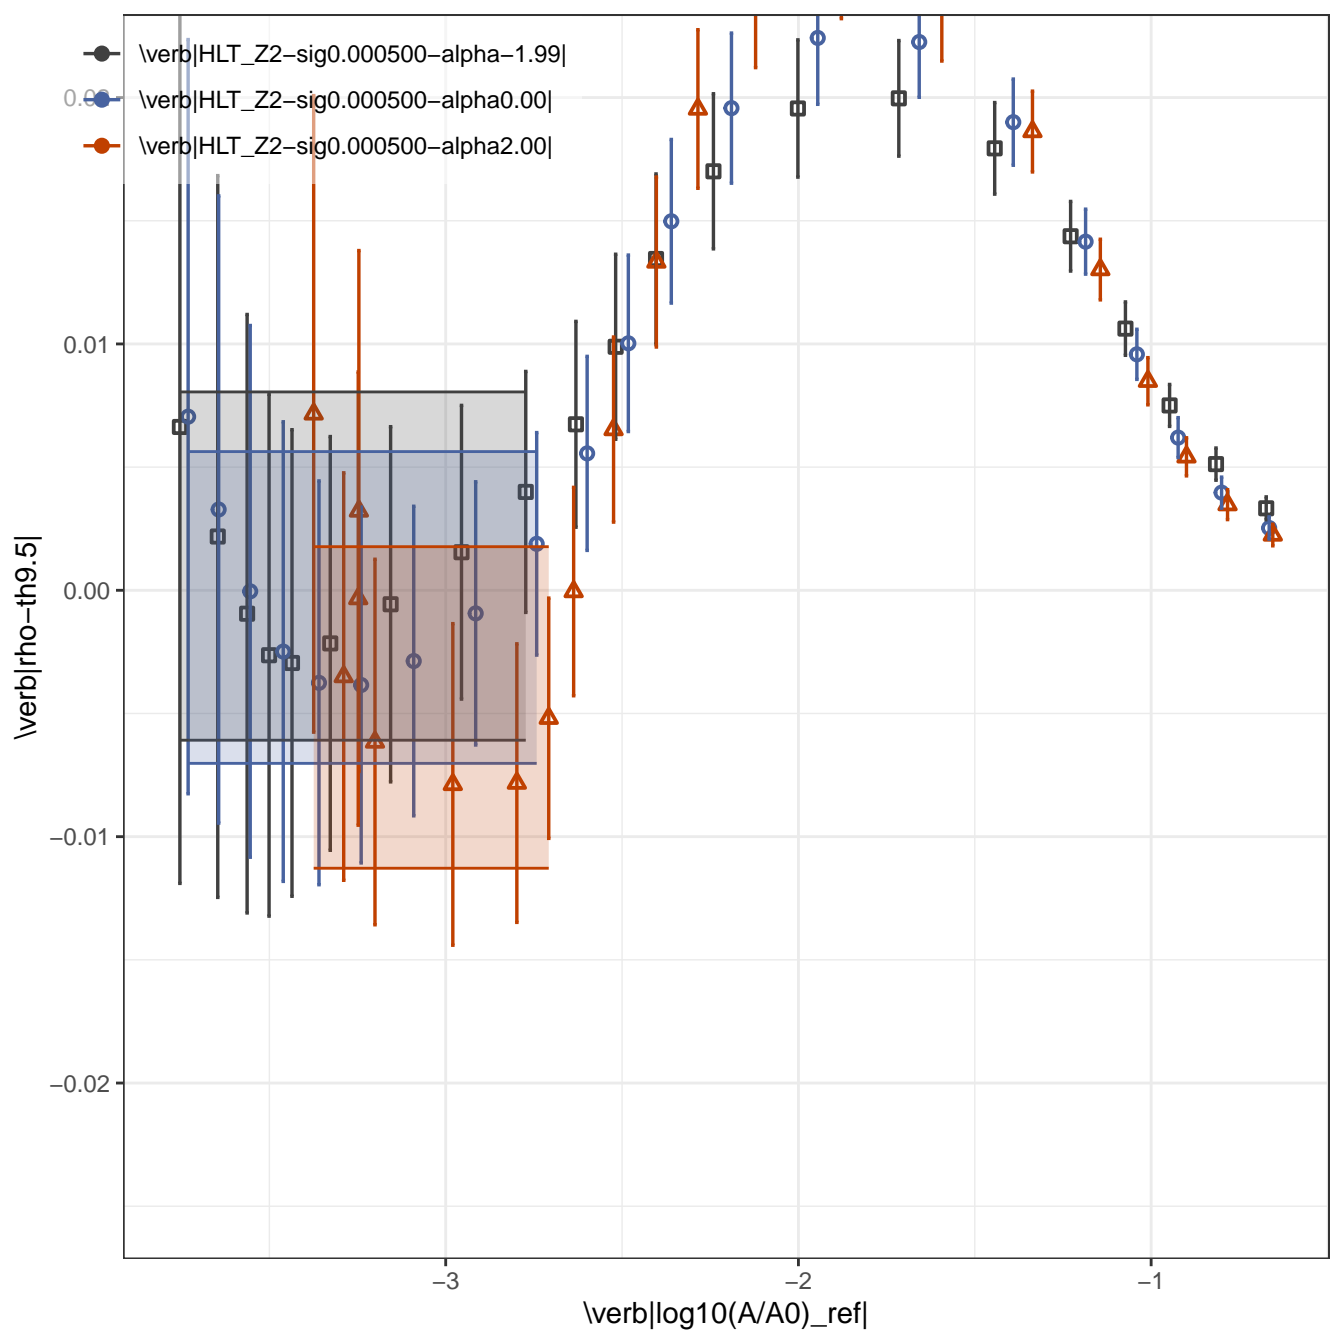 \verb|HLT_Z2−sig0.000500−alpha−1.99|
\verb|HLT_Z2−sig0.000500−alpha0.00|
\verb|HLT_Z2−sig0.000500−alpha2.00|
0.02
0.01
0.00
−0.01
−0.02
\verb|rho−th9.5|
−3 −2 −1
\verb|log10(A/A0)_ref|